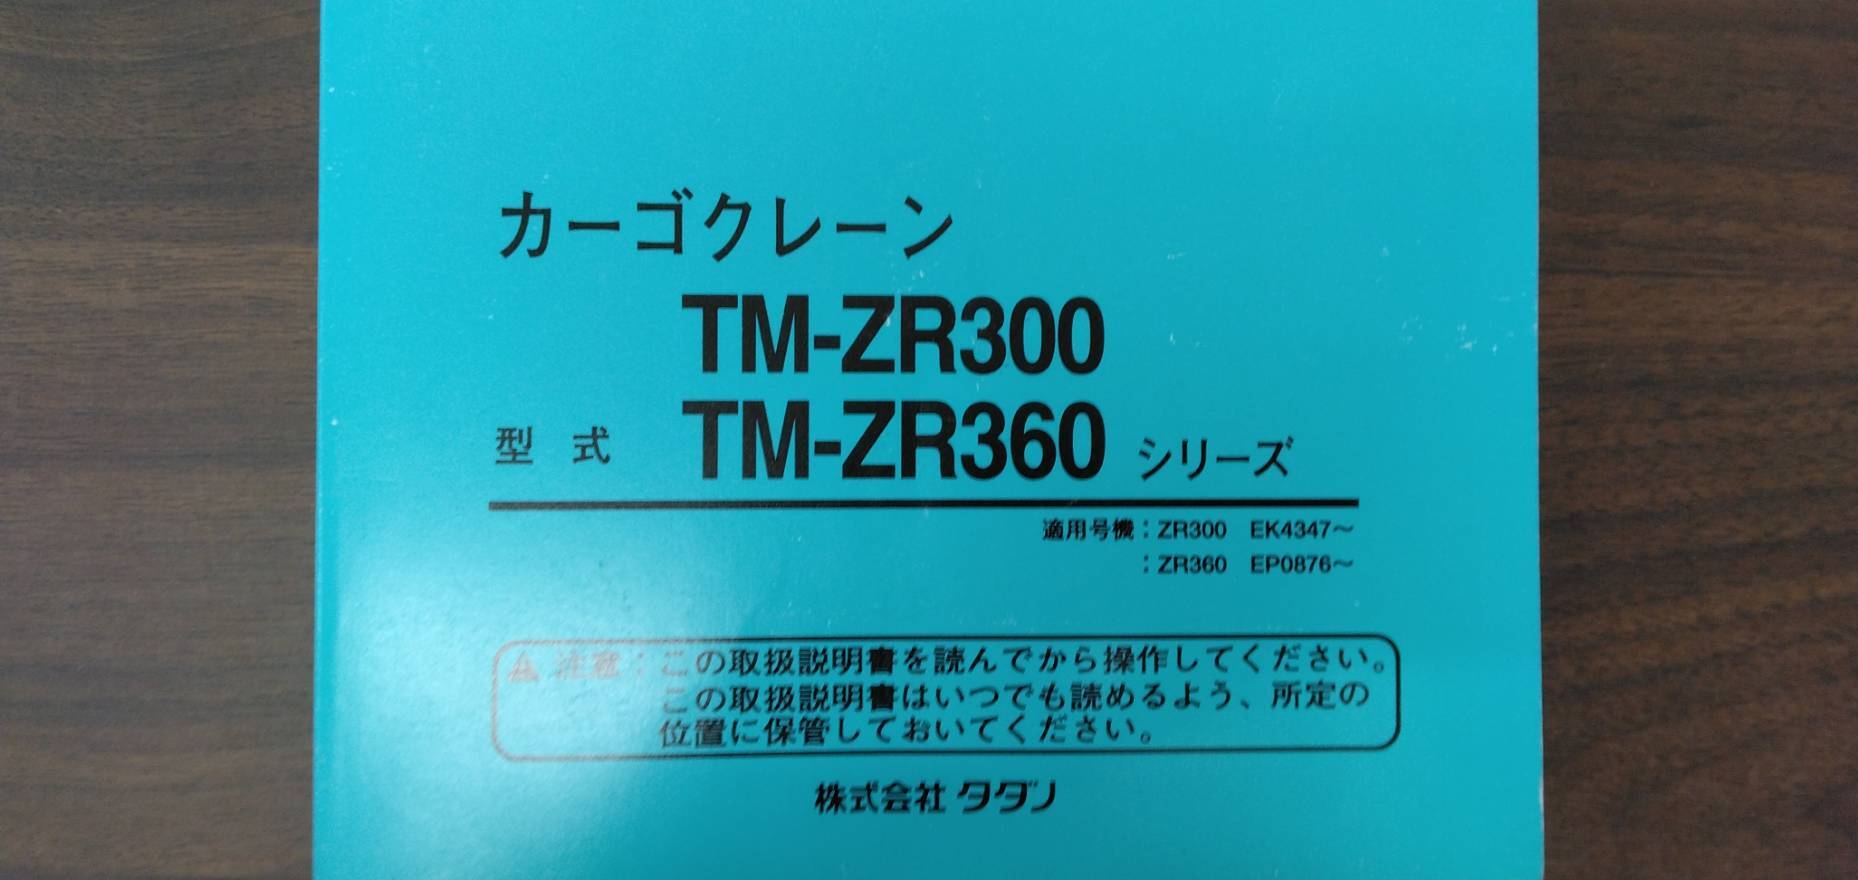 カーゴクレーン
TM-ZR300
型式 TM-ZR360 シリーズ
適用号機：ZR300 EK4347～
：ZR360 EP0876～
⚠ 注意：この取扱説明書を読んでから操作してください。
この取扱説明書はいつでも読めるよう、所定の
位置に保管しておいてください。
株式会社タダノ